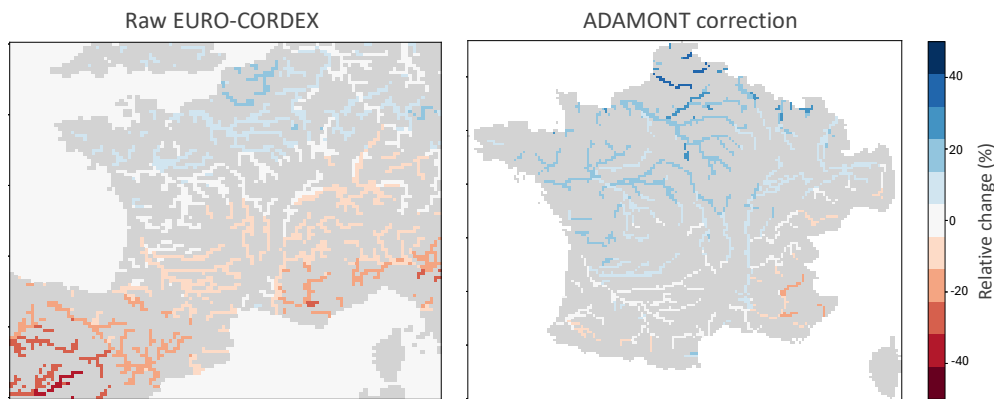 Raw EURO-CORDEX
ADAMONT correction
40
20
0
-20
-40
Relative change (%)